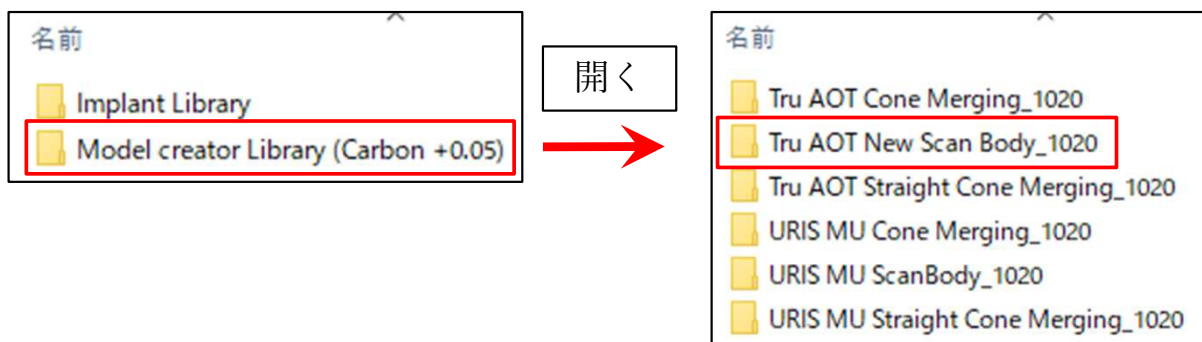 名前
Implant Library
Model creator Library (Carbon +0.05)
開く
名前
Tru AOT Cone Merging_1020
Tru AOT New Scan Body_1020
Tru AOT Straight Cone Merging_1020
URIS MU Cone Merging_1020
URIS MU ScanBody_1020
URIS MU Straight Cone Merging_1020